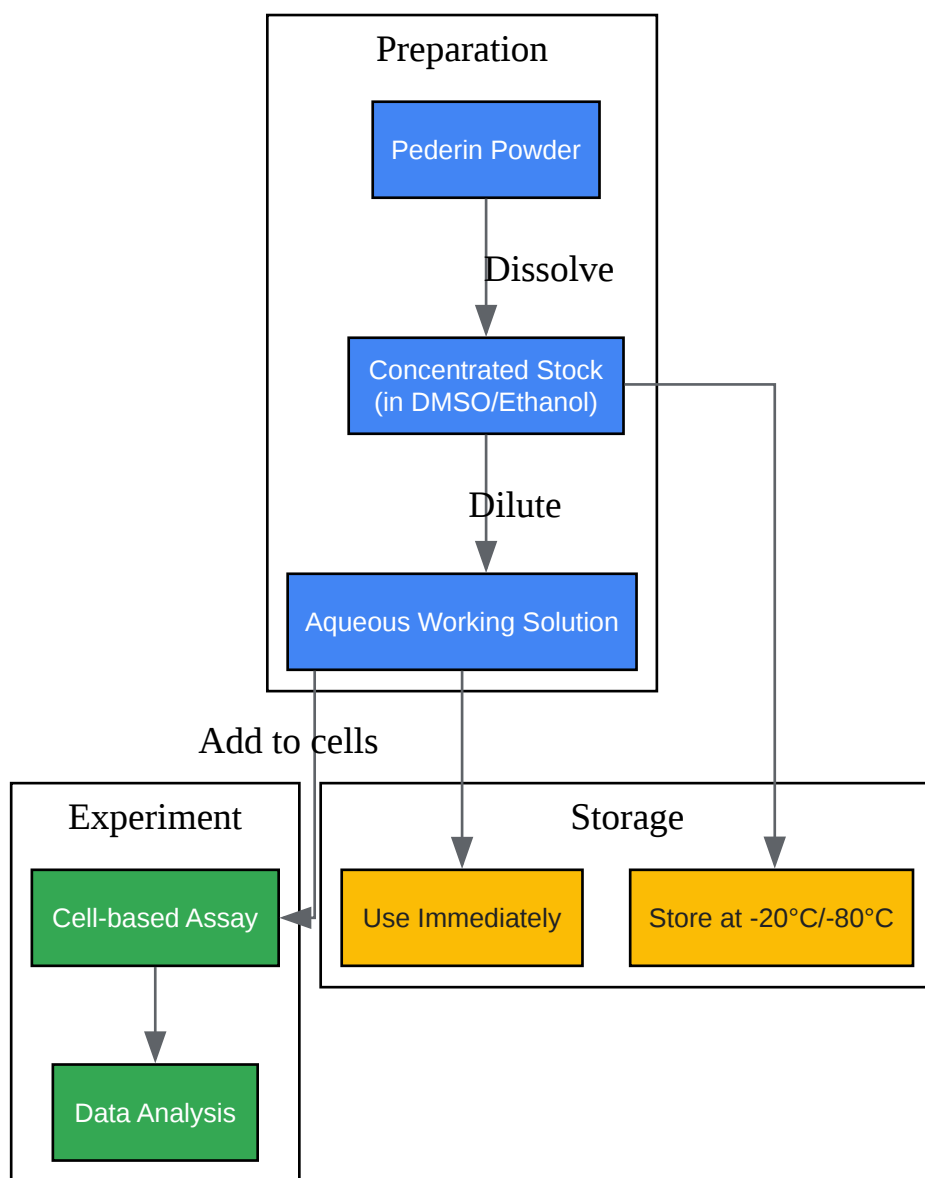 Preparation
Pederin Powder
Dissolve
Concentrated Stock
(in DMSO/Ethanol)
Dilute
Aqueous Working Solution
Add to cells
Experiment
Storage
Cell-based Assay
Use Immediately
Store at -20°C/-80°C
Data Analysis